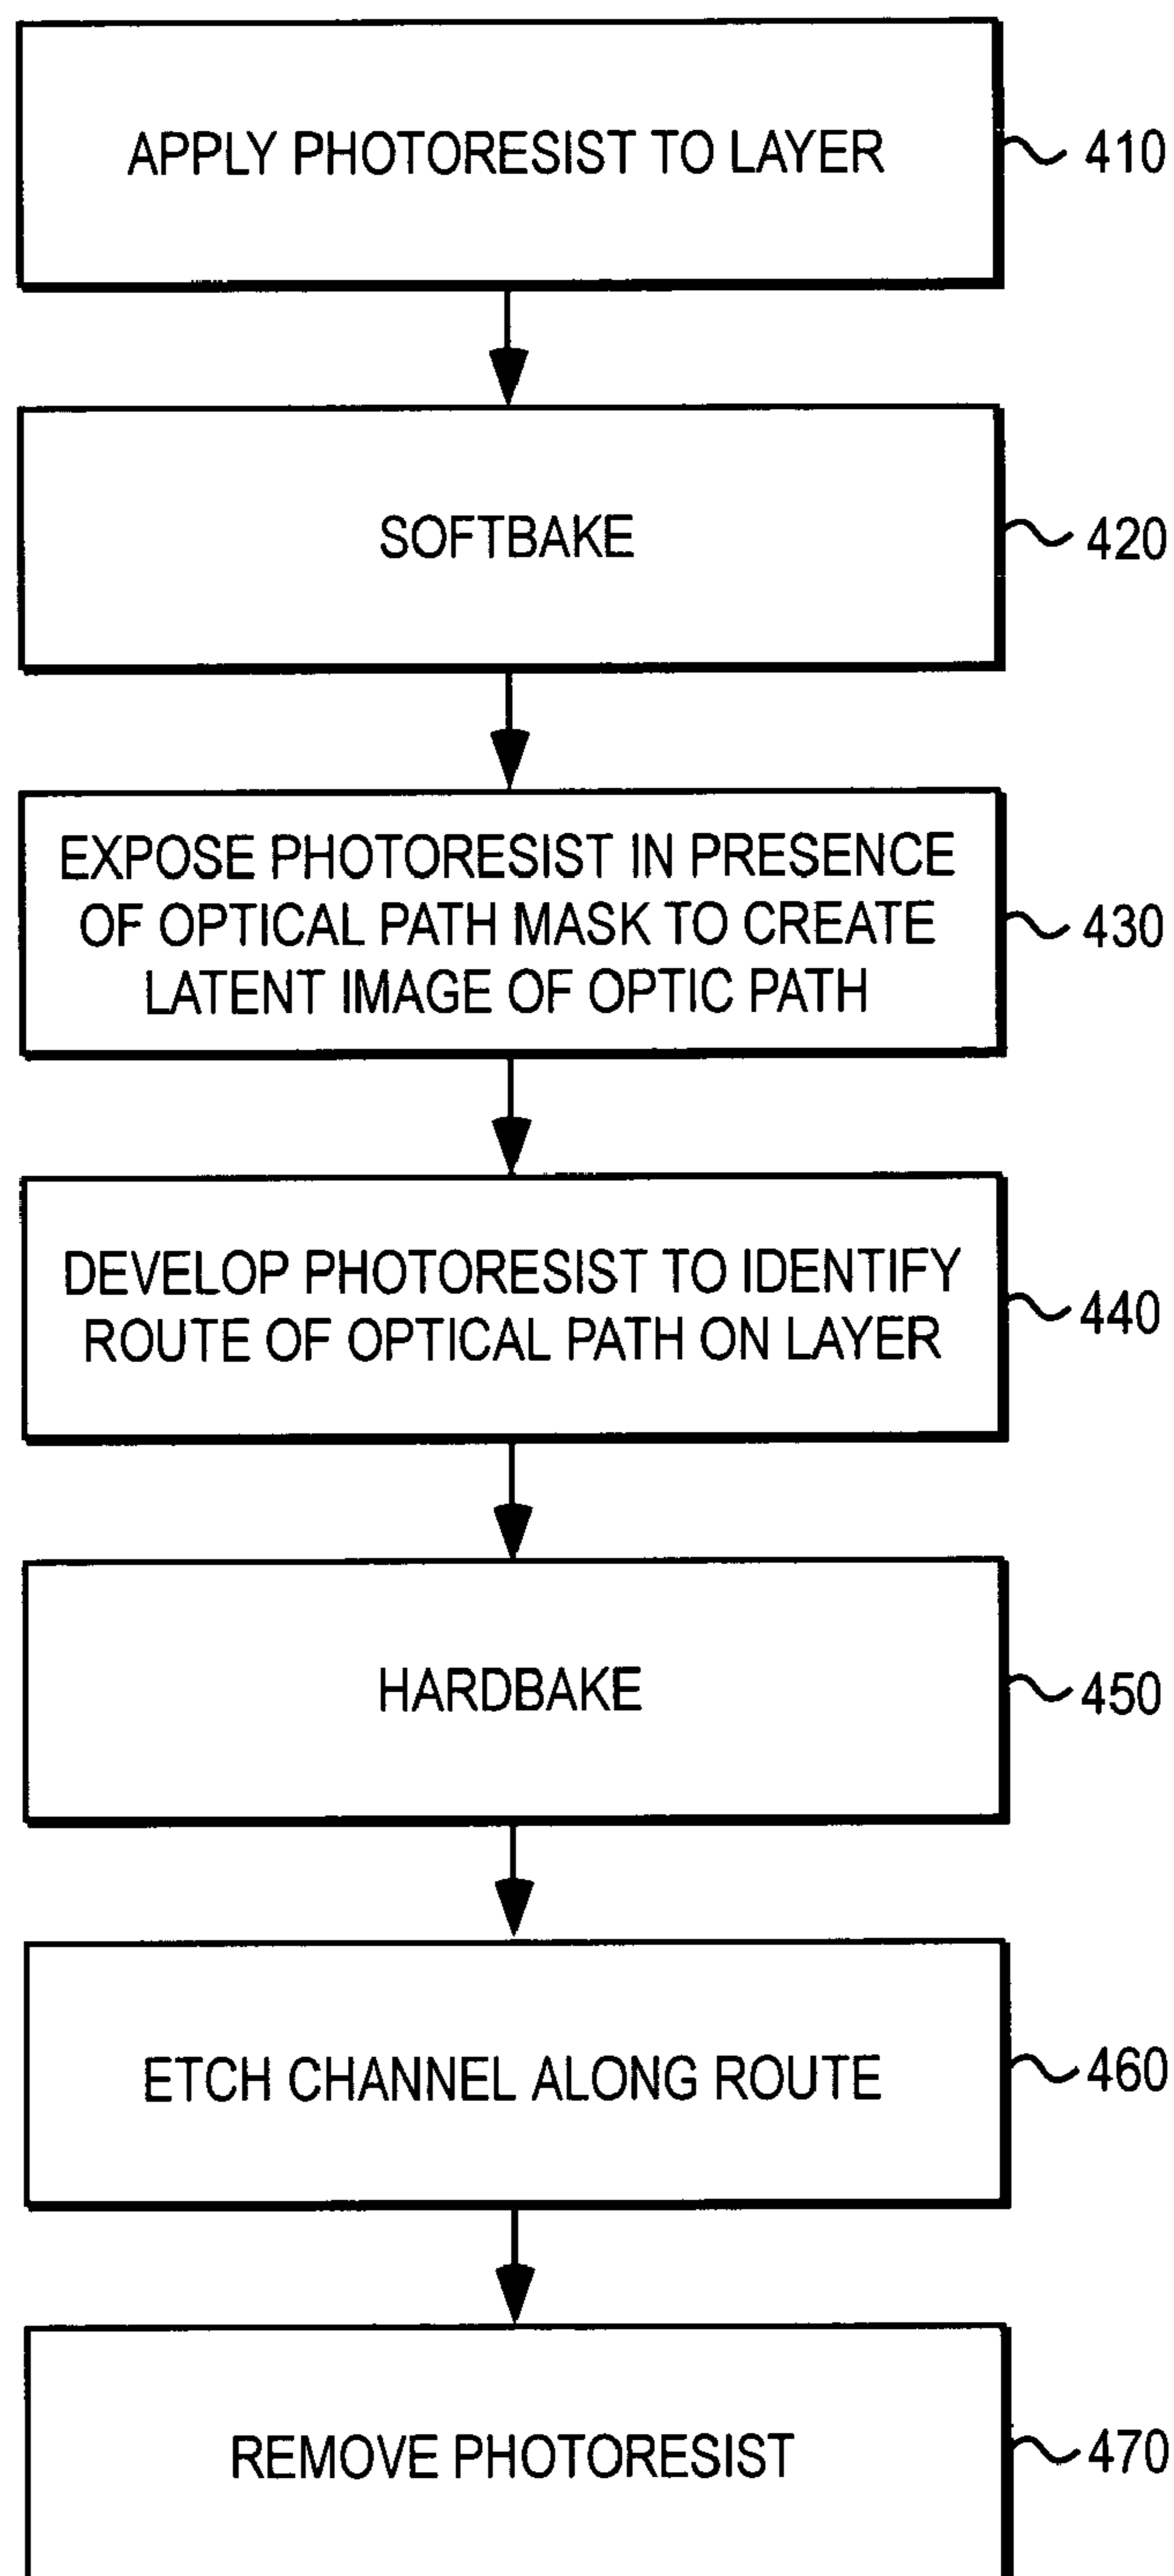 APPLY PHOTORESIST TO LAYER
410
SOFTBAKE
420
EXPOSE PHOTORESIST IN PRESENCE
OF OPTICAL PATH MASK TO CREATE
LATENT IMAGE OF OPTIC PATH
430
DEVELOP PHOTORESIST TO IDENTIFY
ROUTE OF OPTICAL PATH ON LAYER
440
HARDBAKE
450
ETCH CHANNEL ALONG ROUTE
460
REMOVE PHOTORESIST
470